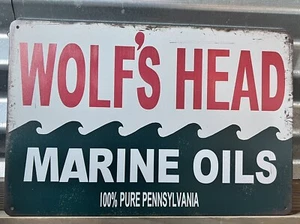 WOLF'S HEAD
MARINE OILS
100% PURE PENNSYLVANIA